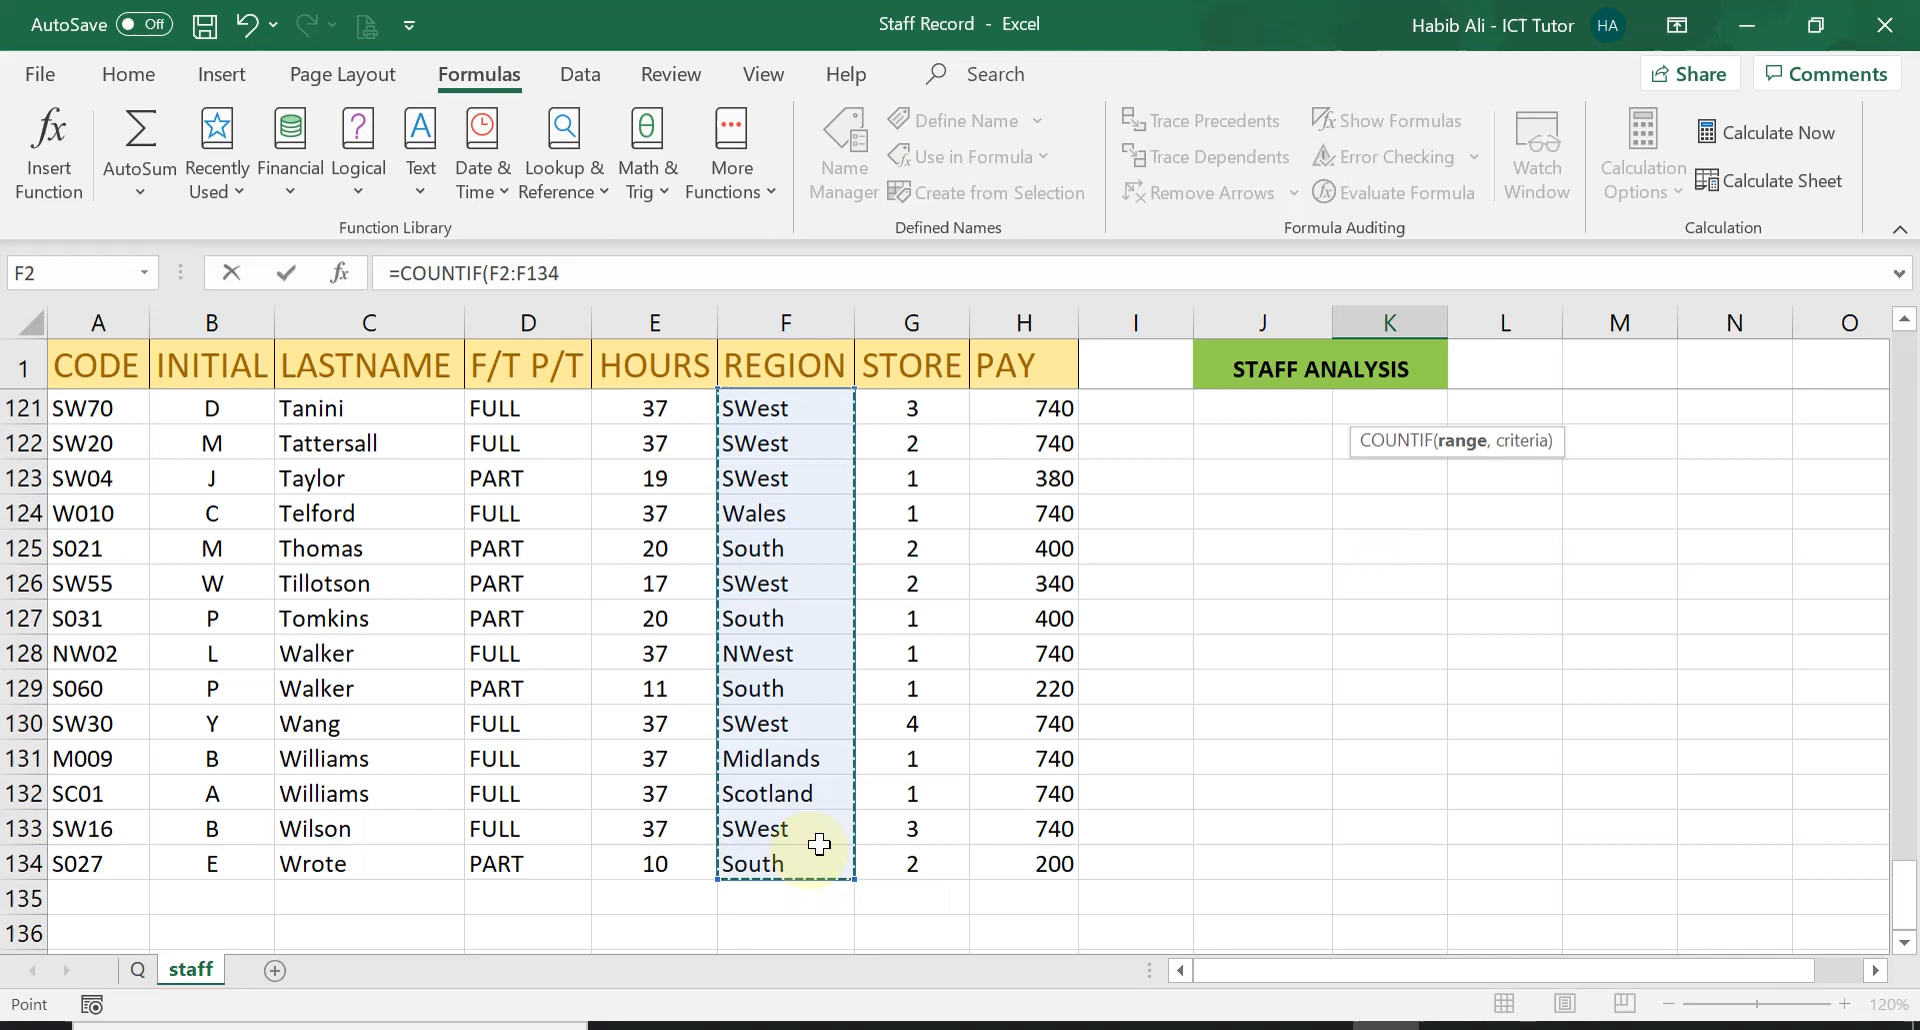 AutoSave Off Staff Record - Excel Habib Ali - ICT Tutor HA
File Home Insert Page Layout Formulas Data Review View Help Search Share Comments
fx Insert Function
Σ AutoSum
Recently Used
Financial
Logical
A Text
Date & Time
Lookup & Reference
θ Math & Trig
More Functions
Function Library
Name Manager
Define Name
Use in Formula
Create from Selection
Defined Names
Trace Precedents
Trace Dependents
Remove Arrows
Show Formulas
Error Checking
Evaluate Formula
Watch Window
Formula Auditing
Calculation Options
Calculate Now
Calculate Sheet
Calculation
F2 fx =COUNTIF(F2:F134
A B C D E F G H I J K L M N O
1 CODE INITIAL LASTNAME F/T P/T HOURS REGION STORE PAY STAFF ANALYSIS
121 SW70 D Tanini FULL 37 SWest 3 740
122 SW20 M Tattersall FULL 37 SWest 2 740 COUNTIF(range, criteria)
123 SW04 J Taylor PART 19 SWest 1 380
124 W010 C Telford FULL 37 Wales 1 740
125 S021 M Thomas PART 20 South 2 400
126 SW55 W Tillotson PART 17 SWest 2 340
127 S031 P Tomkins PART 20 South 1 400
128 NW02 L Walker FULL 37 NWest 1 740
129 S060 P Walker PART 11 South 1 220
130 SW30 Y Wang FULL 37 SWest 4 740
131 M009 B Williams FULL 37 Midlands 1 740
132 SC01 A Williams FULL 37 Scotland 1 740
133 SW16 B Wilson FULL 37 SWest 3 740
134 S027 E Wrote PART 10 South 2 200
135
136
Q staff
Point 120%